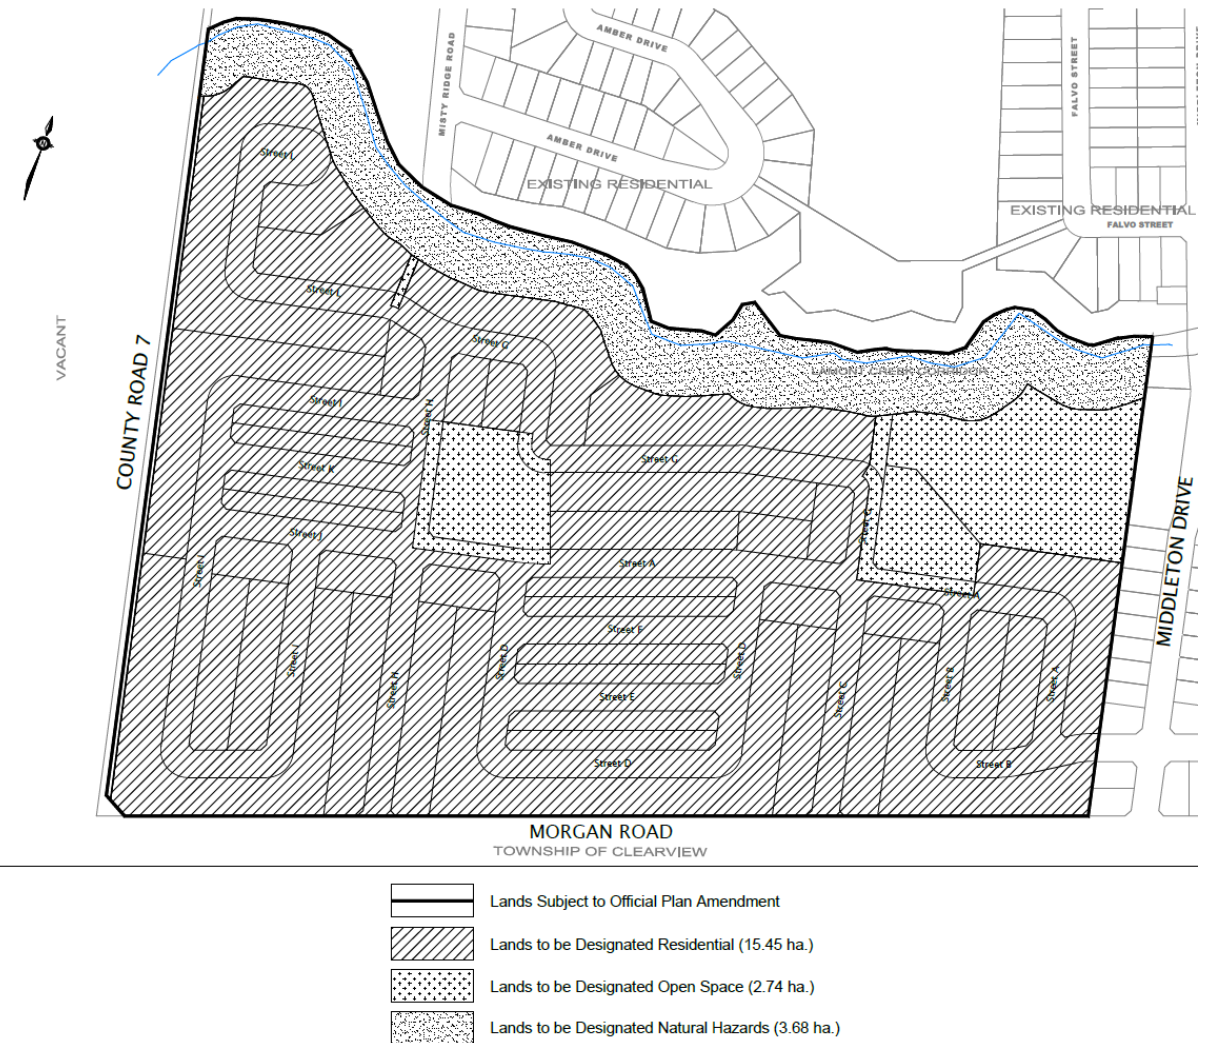 AMBER DRIVE
MISTY RIDGE ROAD
FALVO STREET
AMBER DRIVE
Street L
EXISTING RESIDENTIAL
EXISTING RESIDENTIAL
FALVO STREET
Street L
VACANT
COUNTY ROAD 7
Street G
Street I
Street H
Street G
Street K
Street J
Street A
Street I
MIDDLETON DRIVE
Street A
Street F
Street I
Street H
Street D
Street D
Street C
Street B
Street A
Street E
Street D
Street B
MORGAN ROAD
TOWNSHIP OF CLEARVIEW
Lands Subject to Official Plan Amendment
Lands to be Designated Residential (15.45 ha.)
Lands to be Designated Open Space (2.74 ha.)
Lands to be Designated Natural Hazards (3.68 ha.)